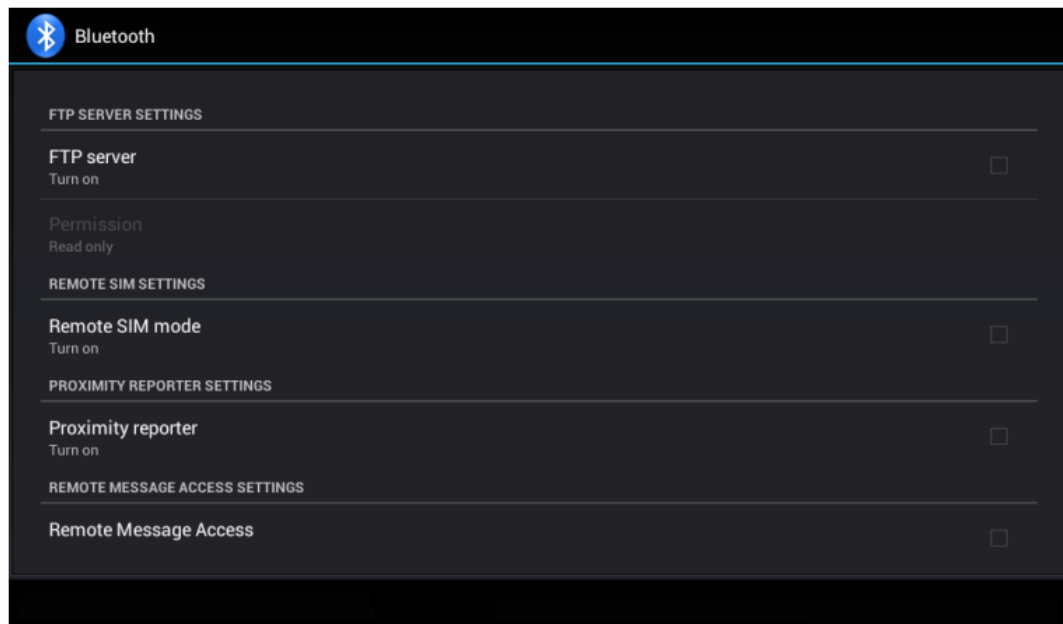 Bluetooth
FTP SERVER SETTINGS
FTP server
Turn on
Permission
Read only
REMOTE SIM SETTINGS
Remote SIM mode
Turn on
PROXIMITY REPORTER SETTINGS
Proximity reporter
Turn on
REMOTE MESSAGE ACCESS SETTINGS
Remote Message Access